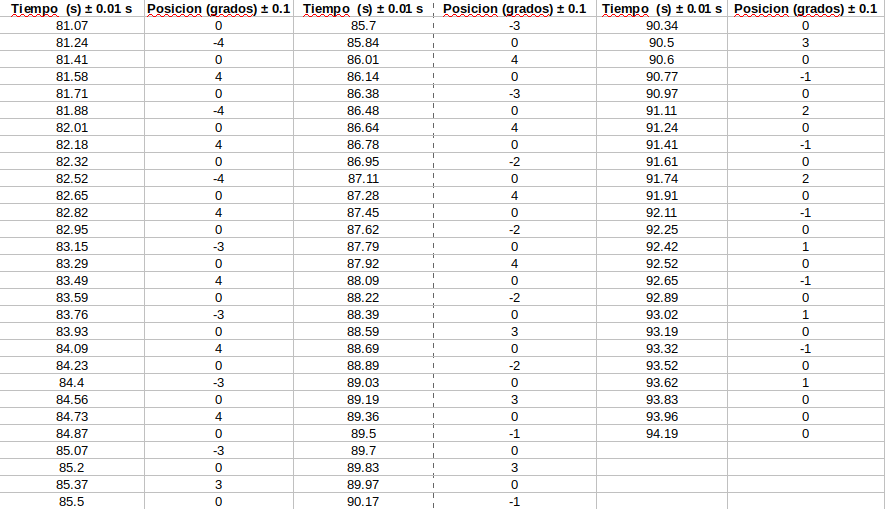 Tiempo (s) ± 0.01 s Posicion (grados) ± 0.1 Tiempo (s) ± 0.01 s Posicion (grados) ± 0.1 Tiempo (s) ± 0.01 s Posicion (grados) ± 0.1
81.07 0 85.7 -3 90.34 0
81.24 -4 85.84 0 90.5 3
81.41 0 86.01 4 90.6 0
81.58 4 86.14 0 90.77 -1
81.71 0 86.38 -3 90.97 0
81.88 -4 86.48 0 91.11 2
82.01 0 86.64 4 91.24 0
82.18 4 86.78 0 91.41 -1
82.32 0 86.95 -2 91.61 0
82.52 -4 87.11 0 91.74 2
82.65 0 87.28 4 91.91 0
82.82 4 87.45 0 92.11 -1
82.95 0 87.62 -2 92.25 0
83.15 -3 87.79 0 92.42 1
83.29 0 87.92 4 92.52 0
83.49 4 88.09 0 92.65 -1
83.59 0 88.22 -2 92.89 0
83.76 -3 88.39 0 93.02 1
83.93 0 88.59 3 93.19 0
84.09 4 88.69 0 93.32 -1
84.23 0 88.89 -2 93.52 0
84.4 -3 89.03 0 93.62 1
84.56 0 89.19 3 93.83 0
84.73 4 89.36 0 93.96 0
84.87 0 89.5 -1 94.19 0
85.07 -3 89.7 0
85.2 0 89.83 3
85.37 3 89.97 0
85.5 0 90.17 -1